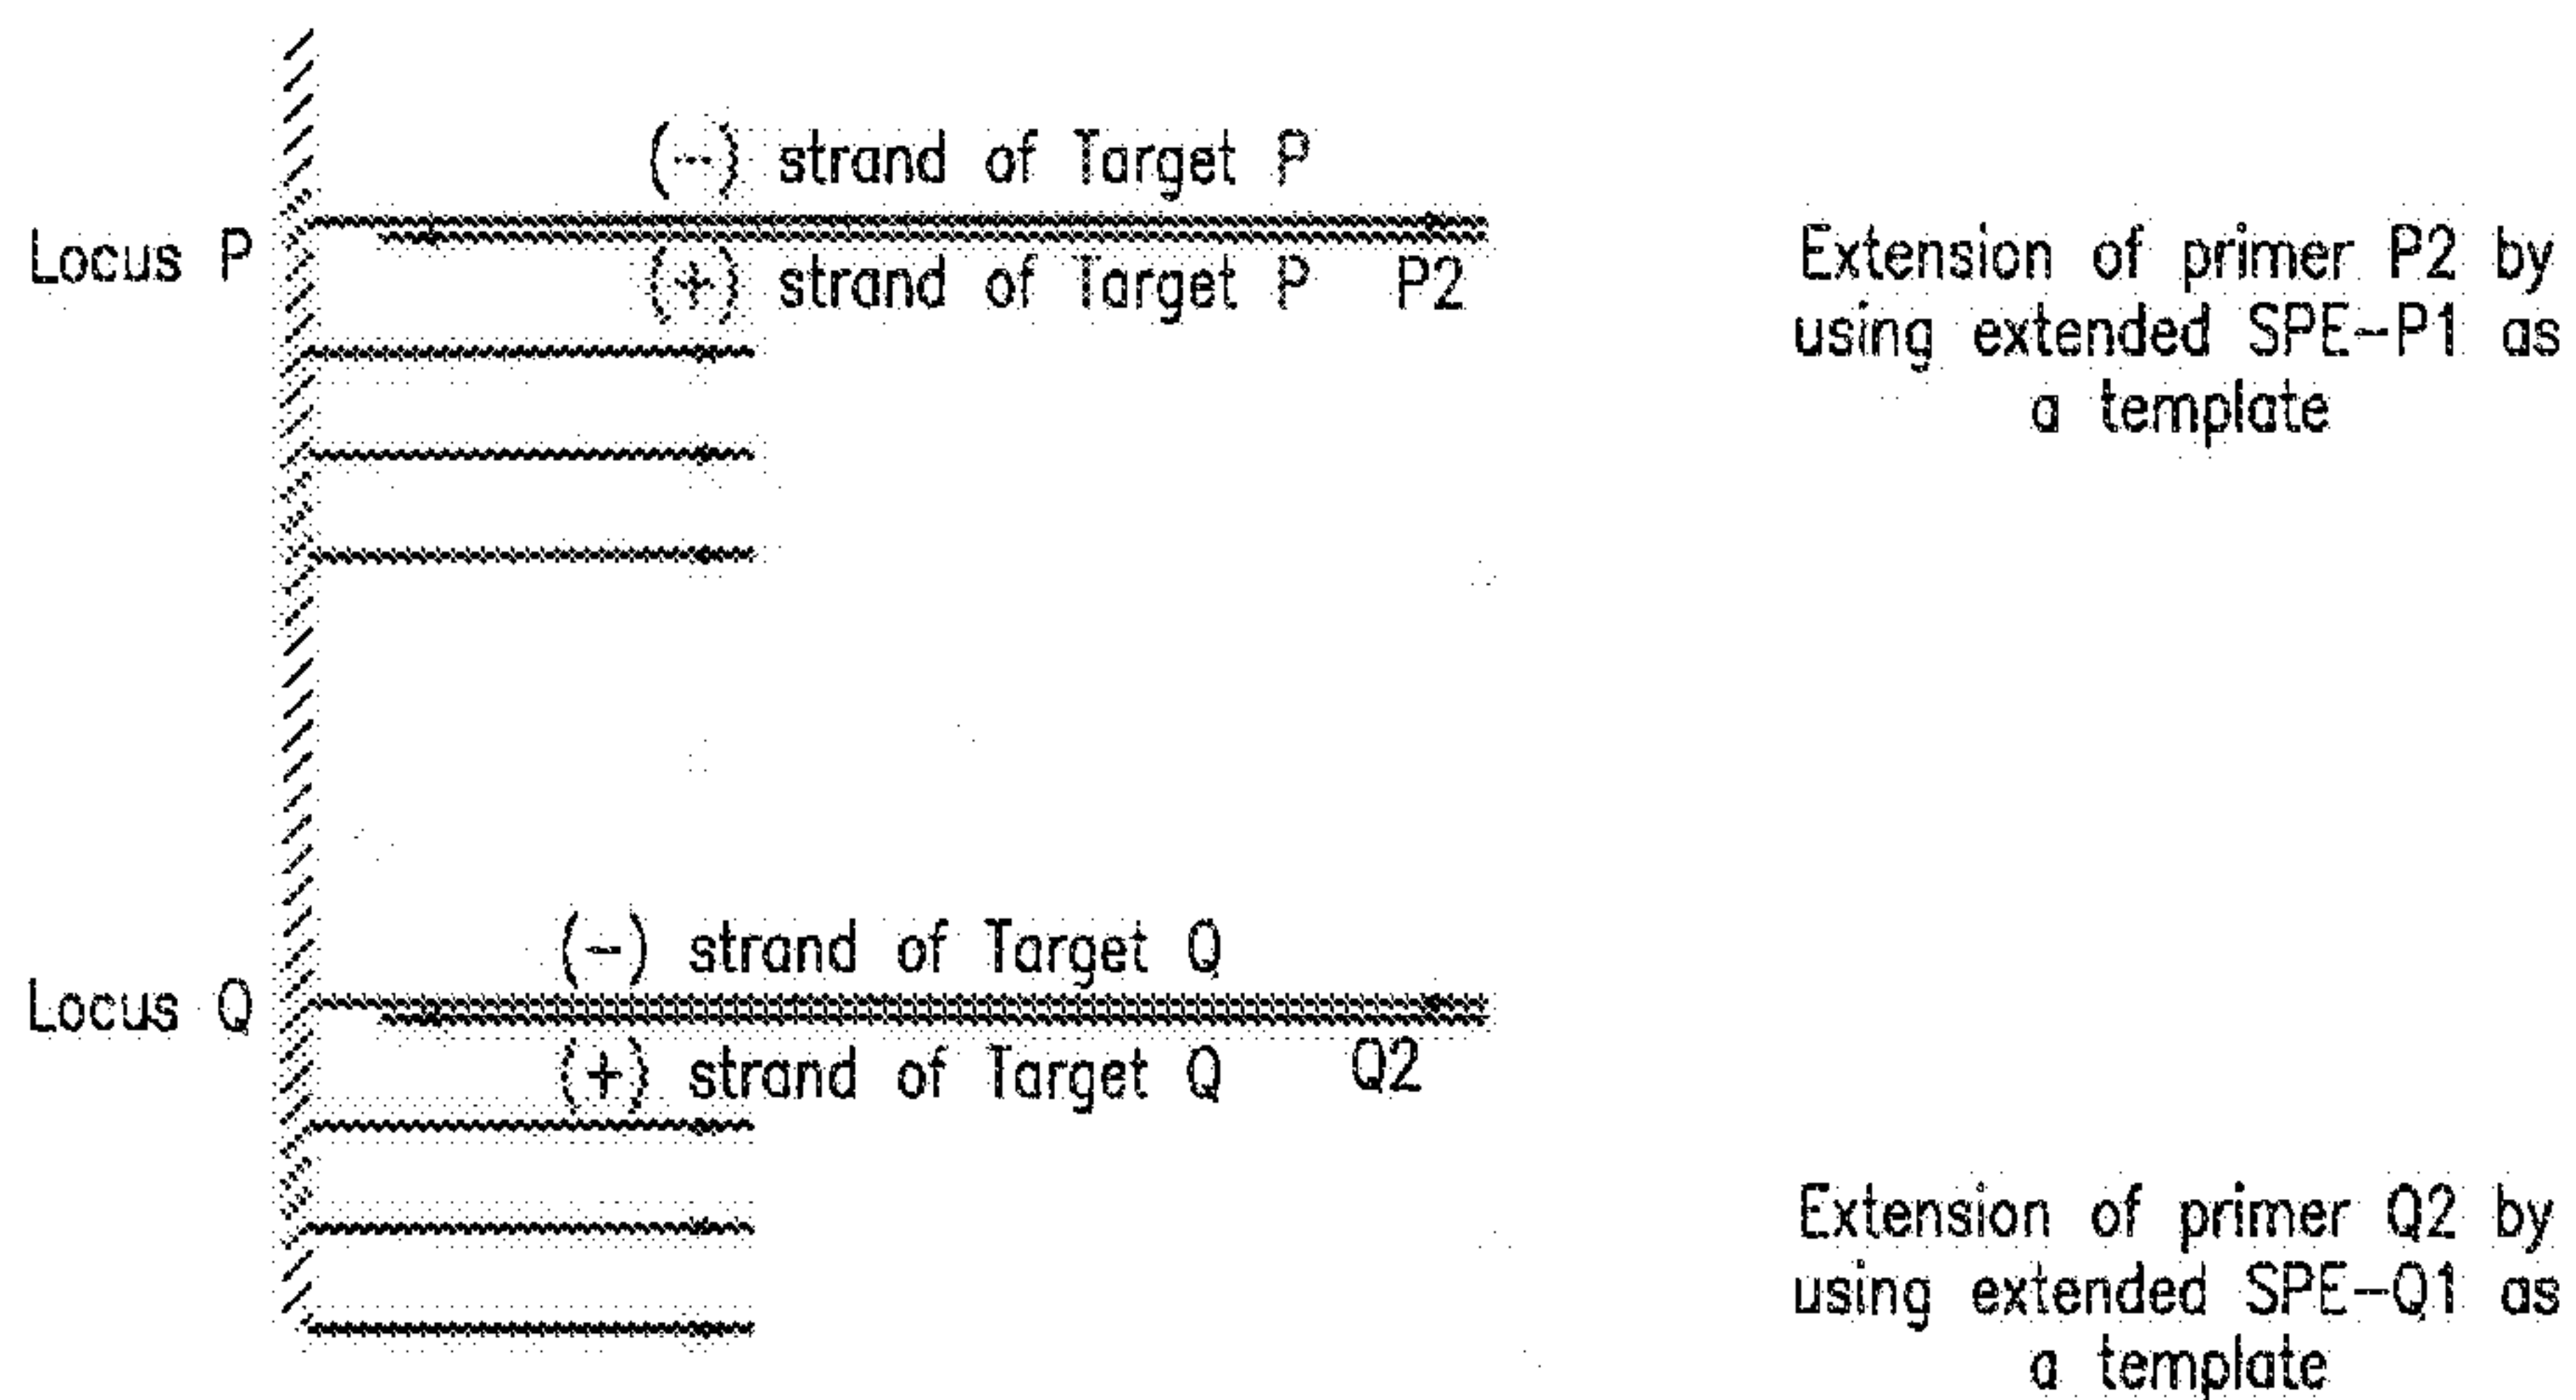 (-) strand of Target P
Locus P
(+) strand of Target P P2
Extension of primer P2 by
using extended SPE-P1 as
a template
(-) strand of Target Q
Locus Q
(+) strand of Target Q Q2
Extension of primer Q2 by
using extended SPE-Q1 as
a template